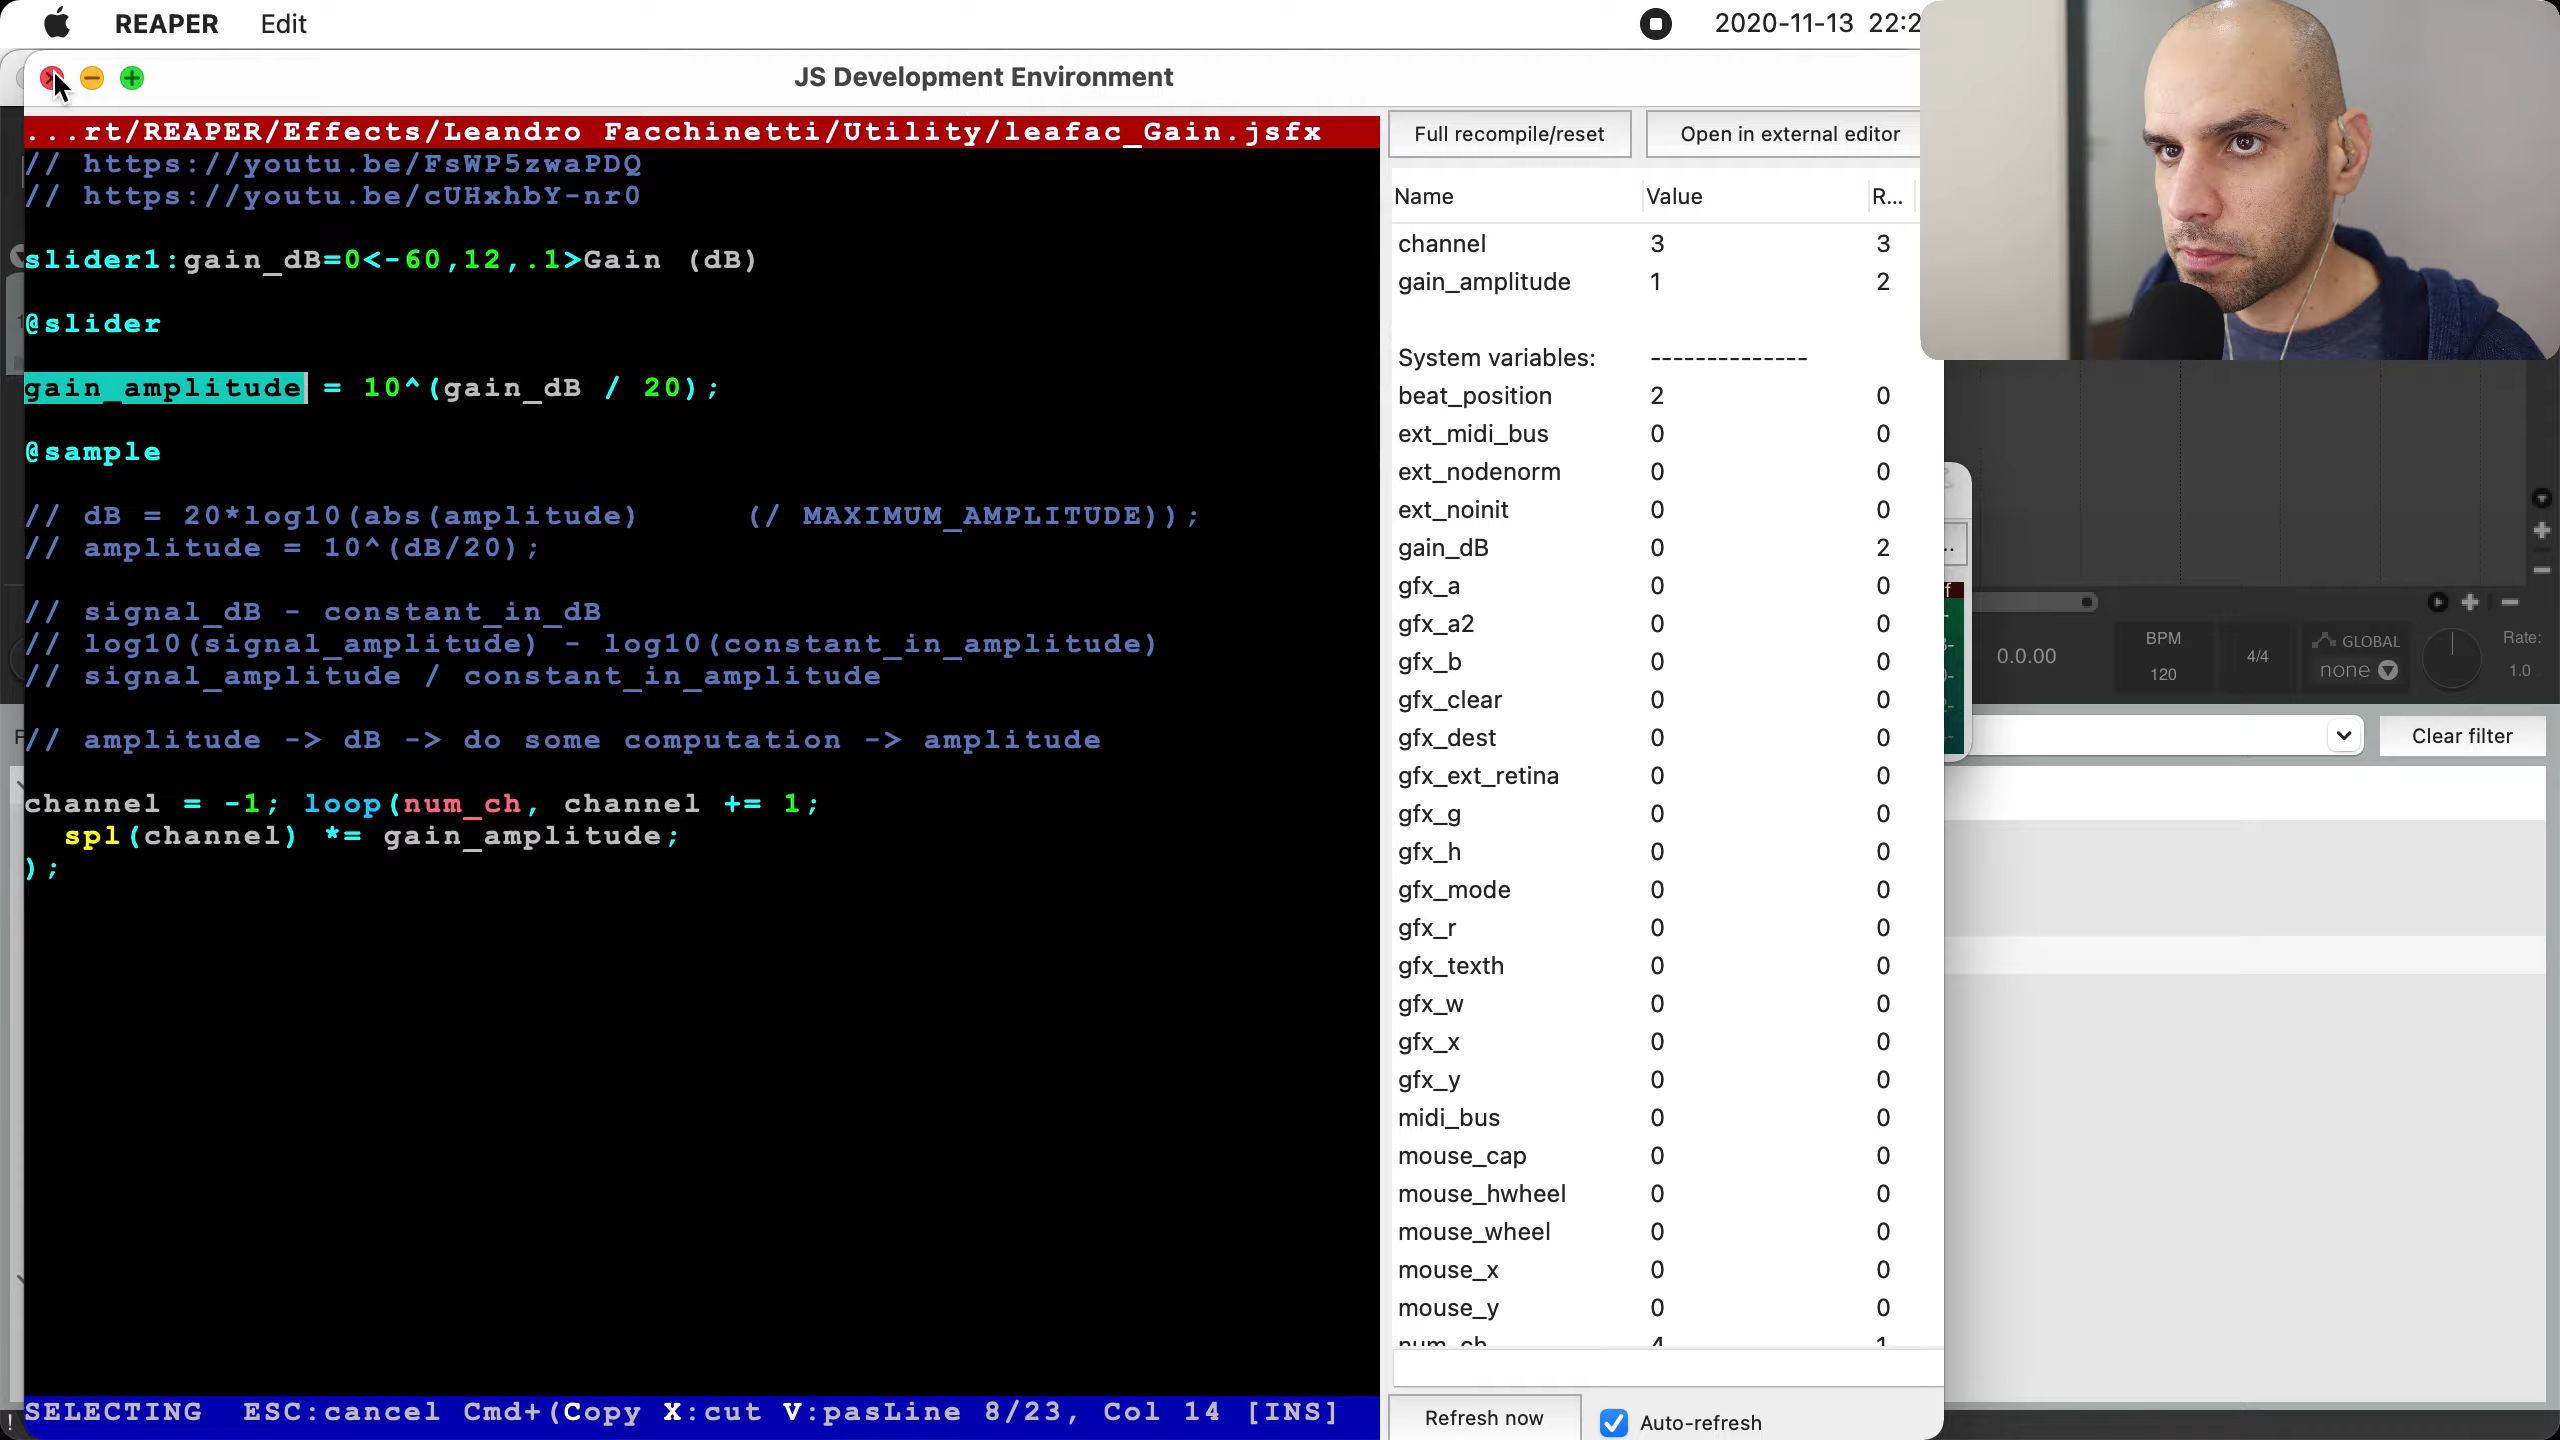 REAPER Edit 2020-11-13 22:2
JS Development Environment
...rt/REAPER/Effects/Leandro Facchinetti/Utility/leafac_Gain.jsfx
// https://youtu.be/FsWP5zwaPDQ
// https://youtu.be/cUHxhbY-nr0
slider1:gain_dB=0<-60,12,.1>Gain (dB)
@slider
gain_amplitude = 10^(gain_dB / 20);
@sample
// dB = 20*log10(abs(amplitude) (/ MAXIMUM_AMPLITUDE));
// amplitude = 10^(dB/20);
// signal_dB - constant_in_dB
// log10(signal_amplitude) - log10(constant_in_amplitude)
// signal_amplitude / constant_in_amplitude
// amplitude -> dB -> do some computation -> amplitude
channel = -1; loop(num_ch, channel += 1;
spl(channel) *= gain_amplitude;
);
SELECTING ESC:cancel Cmd+(Copy X:cut V:pasLine 8/23, Col 14 [INS]
Full recompile/reset Open in external editor
Name Value R...
channel 3 3
gain_amplitude 1 2
System variables: --------------
beat_position 2 0
ext_midi_bus 0 0
ext_nodenorm 0 0
ext_noinit 0 0
gain_dB 0 2
gfx_a 0 0
gfx_a2 0 0
gfx_b 0 0
gfx_clear 0 0
gfx_dest 0 0
gfx_ext_retina 0 0
gfx_g 0 0
gfx_h 0 0
gfx_mode 0 0
gfx_r 0 0
gfx_texth 0 0
gfx_w 0 0
gfx_x 0 0
gfx_y 0 0
midi_bus 0 0
mouse_cap 0 0
mouse_hwheel 0 0
mouse_wheel 0 0
mouse_x 0 0
mouse_y 0 0
num_ch 4 1
Refresh now Auto-refresh
0.0.00
BPM
120
4/4
GLOBAL
none
Rate:
1.0
Clear filter